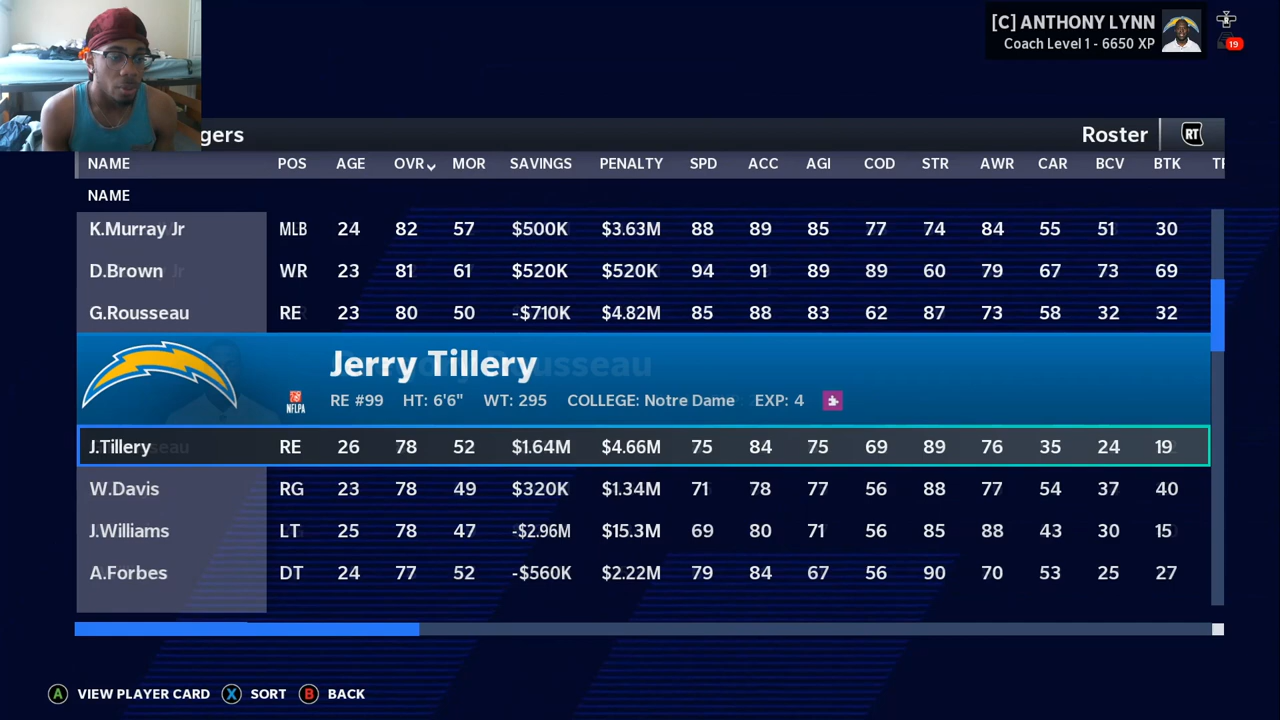 [C] ANTHONY LYNN
Coach Level 1 - 6650 XP
19
gers Roster RT
NAME POS AGE OVR MOR SAVINGS PENALTY SPD ACC AGI COD STR AWR CAR BCV BTK
NAME
K.Murray Jr MLB 24 82 57 $500K $3.63M 88 89 85 77 74 84 55 51 30
D.Brown WR 23 81 61 $520K $520K 94 91 89 89 60 79 67 73 69
G.Rousseau RE 23 80 50 -$710K $4.82M 85 88 83 62 87 73 58 32 32
Jerry Tillery
NFLPA RE #99 HT: 6'6" WT: 295 COLLEGE: Notre Dame EXP: 4
J.Tillery RE 26 78 52 $1.64M $4.66M 75 84 75 69 89 76 35 24 19
W.Davis RG 23 78 49 $320K $1.34M 71 78 77 56 88 77 54 37 40
J.Williams LT 25 78 47 -$2.96M $15.3M 69 80 71 56 85 88 43 30 15
A.Forbes DT 24 77 52 -$560K $2.22M 79 84 67 56 90 70 53 25 27
A VIEW PLAYER CARD X SORT B BACK